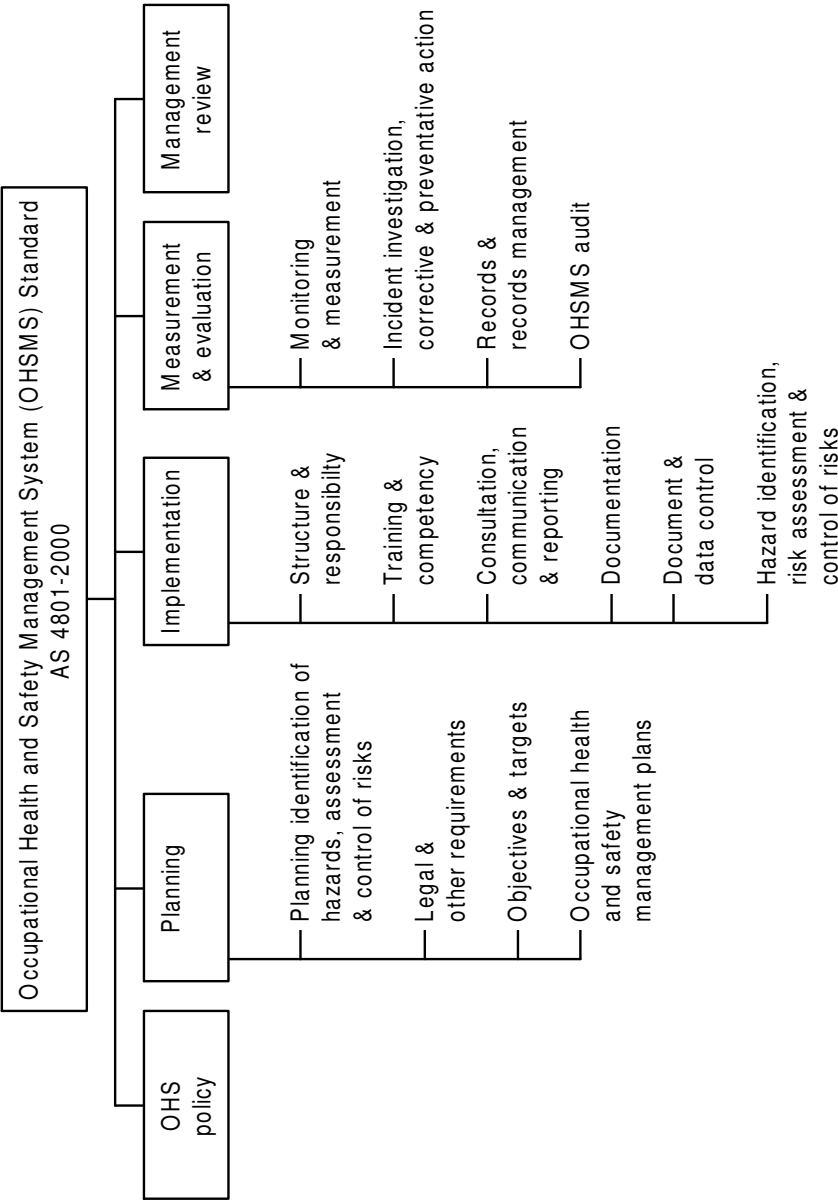 Occupational Health and Safety Management System (OHSMS) Standard
AS 4801-2000
OHS
policy
Planning
Planning identification of
hazards, assessment
& control of risks
Legal &
other requirements
Objectives & targets
Occupational health
and safety
management plans
Implementation
Structure &
responsibilty
Training &
competency
Consultation,
communication
& reporting
Documentation
Document &
data control
Hazard identification,
risk assessment &
control of risks
Measurement
& evaluation
Monitoring
& measurement
Incident investigation,
corrective & preventative action
Records &
records management
OHSMS audit
Management
review